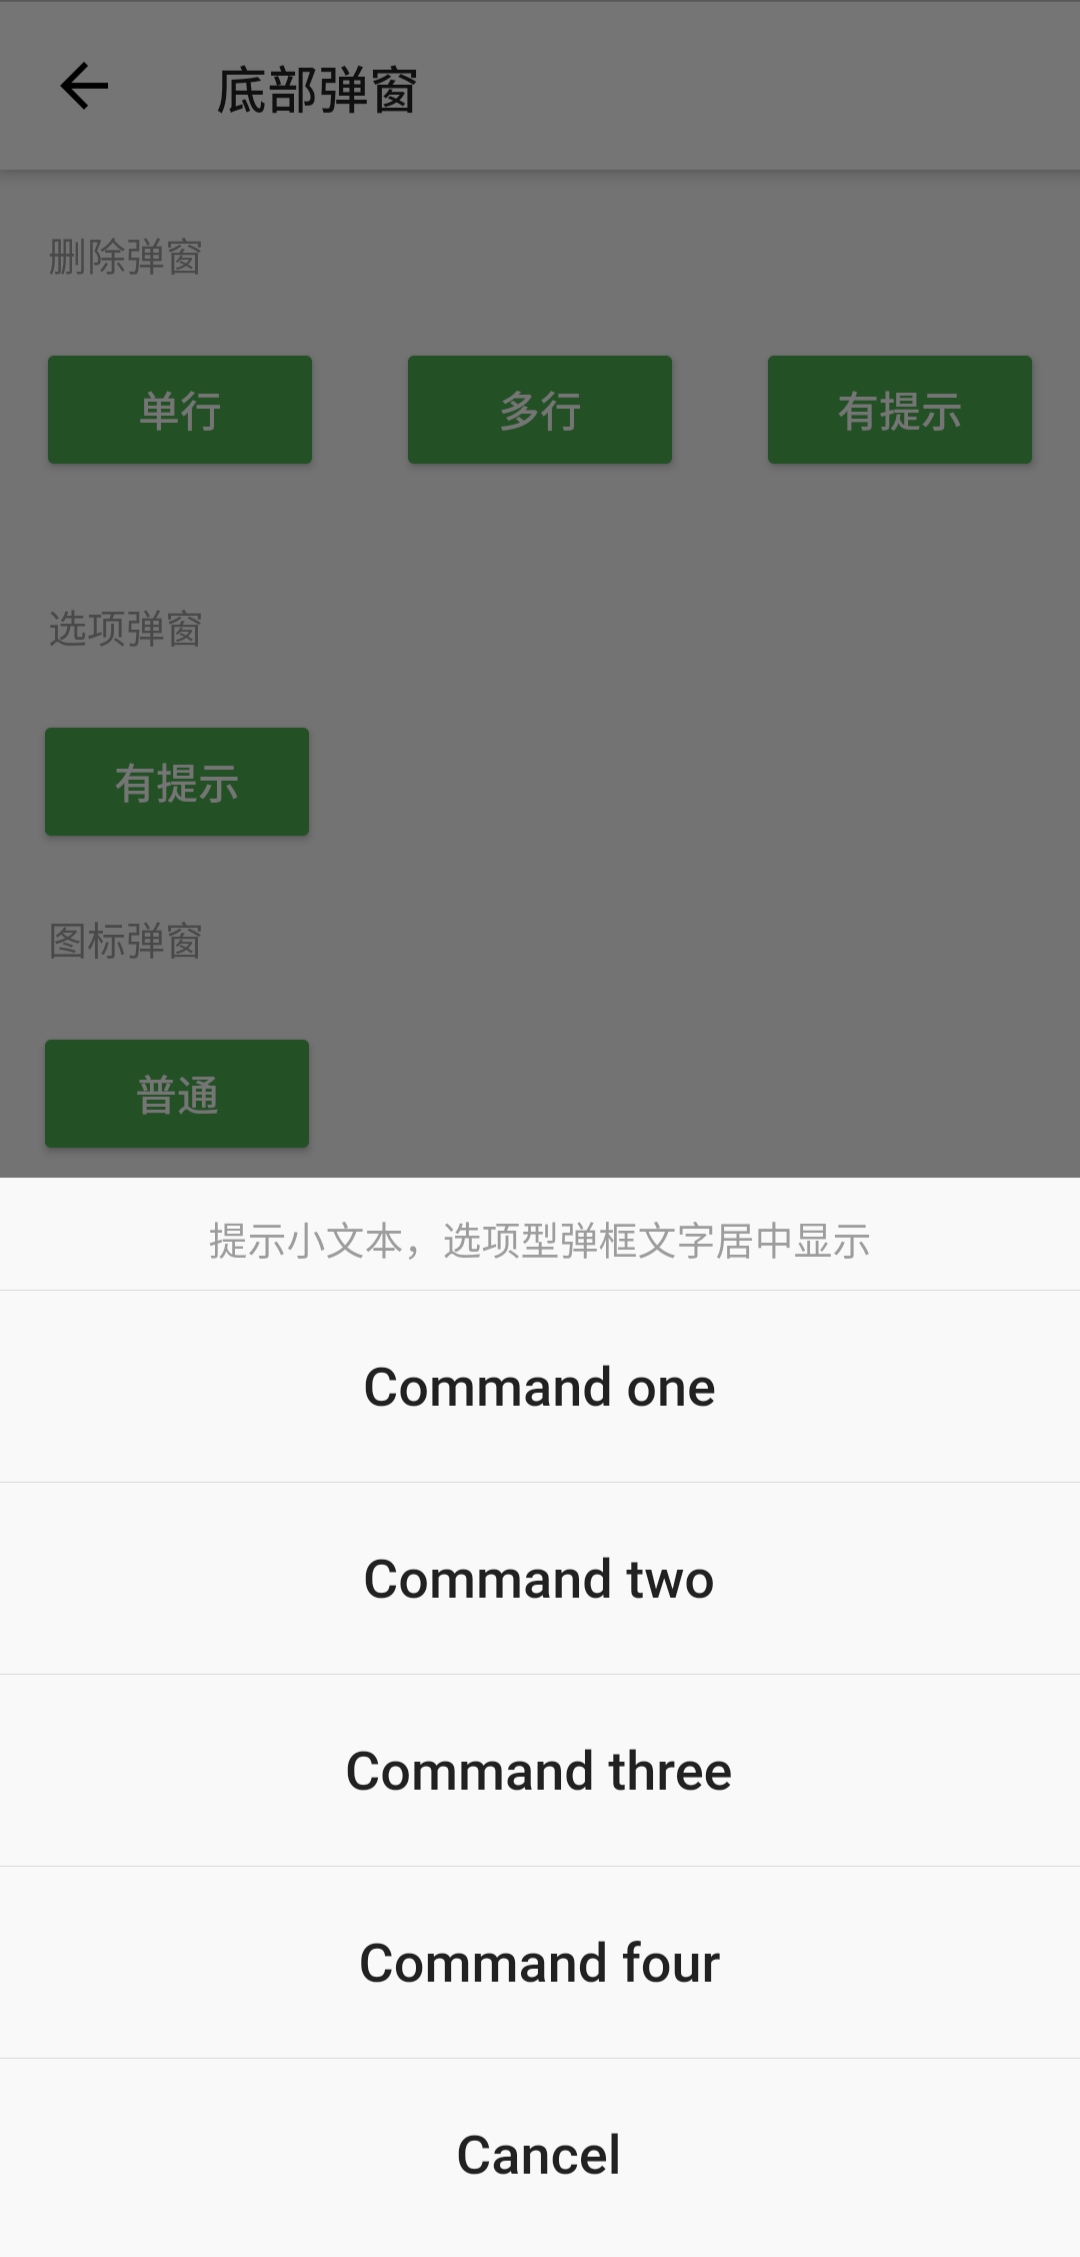 底部弹窗
删除弹窗
单行 多行 有提示
选项弹窗
有提示
图标弹窗
普通
提示小文本，选项型弹框文字居中显示
Command one
Command two
Command three
Command four
Cancel